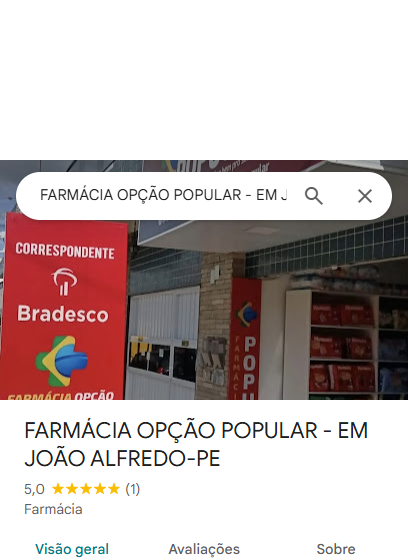 FARMÁCIA OPÇÃO POPULAR - EM J
CORRESPONDENTE
Bradesco
FARMÁCIA OPÇÃO
FARMÁCIA
POPU
FARMÁCIA OPÇÃO POPULAR - EM
JOÃO ALFREDO-PE
5,0 (1)
Farmácia
Visão geral Avaliações Sobre